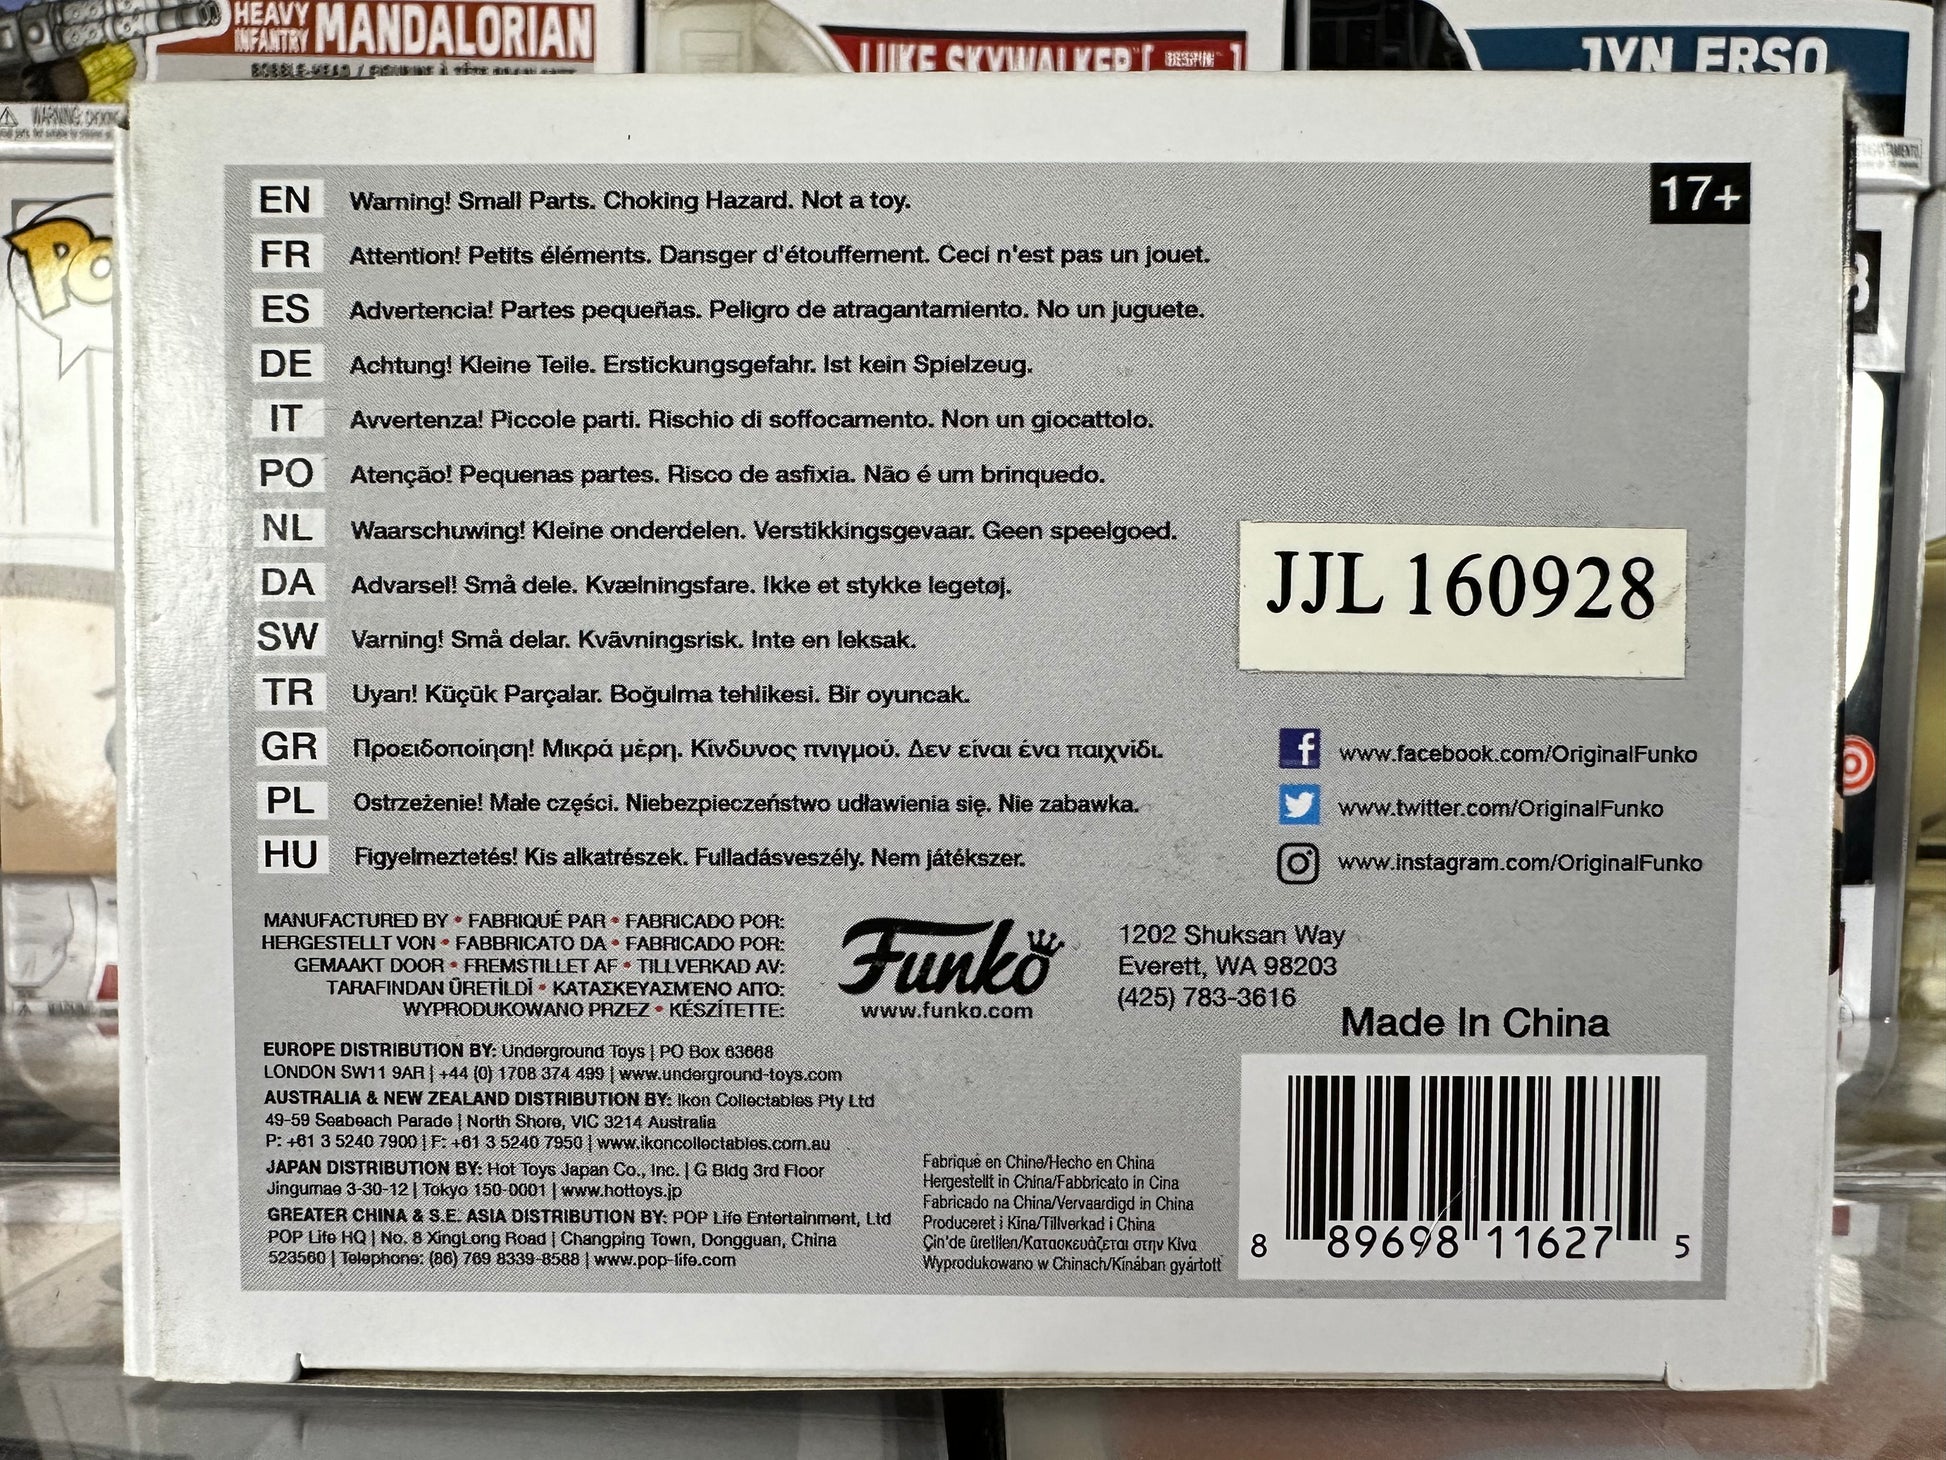 HEAVY
INFANTRY
MANDALORIAN
LUKE SKYWALKER
JYN ERSO
WARNING: CHOKING
17+
EN Warning! Small Parts. Choking Hazard. Not a toy.
FR Attention! Petits éléments. Dansger d'étouffement. Ceci n'est pas un jouet.
ES Advertencia! Partes pequeñas. Peligro de atragantamiento. No un juguete.
DE Achtung! Kleine Teile. Erstickungsgefahr. Ist kein Spielzeug.
IT Avvertenza! Piccole parti. Rischio di soffocamento. Non un giocattolo.
PO Atenção! Pequenas partes. Risco de asfixia. Não é um brinquedo.
NL Waarschuwing! Kleine onderdelen. Verstikkingsgevaar. Geen speelgoed.
DA Advarsel! Små dele. Kvælningsfare. Ikke et stykke legetøj.
SW Varning! Små delar. Kvävningsrisk. Inte en leksak.
TR Uyarı! Küçük Parçalar. Boğulma tehlikesi. Bir oyuncak.
GR Προειδοποίηση! Μικρά μέρη. Κίνδυνος πνιγμού. Δεν είναι ένα παιχνίδι.
PL Ostrzeżenie! Małe części. Niebezpieczeństwo udławienia się. Nie zabawka.
HU Figyelmeztetés! Kis alkatrészek. Fulladásveszély. Nem játékszer.
JJL 160928
www.facebook.com/OriginalFunko
www.twitter.com/OriginalFunko
www.instagram.com/OriginalFunko
MANUFACTURED BY • FABRIQUÉ PAR • FABRICADO POR:
HERGESTELLT VON • FABBRICATO DA • FABRICADO POR:
GEMAAKT DOOR • FREMSTILLET AF • TILLVERKAD AV:
TARAFINDAN ÜRETİLDİ • ΚΑΤΑΣΚΕΥΑΣΜΈΝΟ ΑΠΌ:
WYPRODUKOWANO PRZEZ • KÉSZÍTETTE:
Funko
www.funko.com
1202 Shuksan Way
Everett, WA 98203
(425) 783-3616
Made In China
EUROPE DISTRIBUTION BY: Underground Toys | PO Box 63668
LONDON SW11 9AR | +44 (0) 1708 374 499 | www.underground-toys.com
AUSTRALIA & NEW ZEALAND DISTRIBUTION BY: Ikon Collectables Pty Ltd
49-59 Seabeach Parade | North Shore, VIC 3214 Australia
P: +61 3 5240 7900 | F: +61 3 5240 7950 | www.ikoncollectables.com.au
JAPAN DISTRIBUTION BY: Hot Toys Japan Co., Inc. | G Bldg 3rd Floor
Jingumae 3-30-12 | Tokyo 150-0001 | www.hottoys.jp
GREATER CHINA & S.E. ASIA DISTRIBUTION BY: POP Life Entertainment, Ltd
POP Life HQ | No. 8 XingLong Road | Changping Town, Dongguan, China
523560 | Telephone: (86) 769 8339-8588 | www.pop-life.com
Fabriqué en Chine/Hecho en China
Hergestellt in China/Fabbricato in Cina
Fabricado na China/Vervaardigd in China
Produceret i Kina/Tillverkad i China
Çin'de üretilen/Κατασκευάζεται στην Κίνα
Wyprodukowano w Chinach/Kínában gyártott
8 89698 11627 5